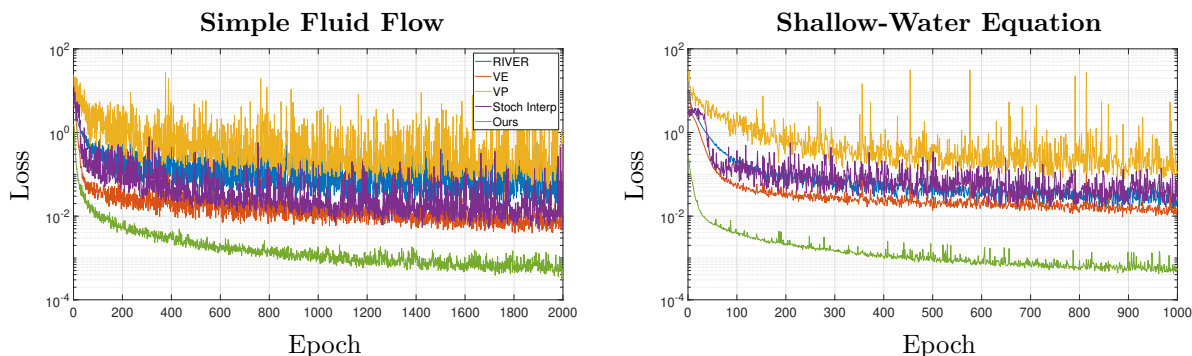 Simple Fluid Flow
Loss
10^2
10^0
10^-2
10^-4
0 200 400 600 800 1000 1200 1400 1600 1800 2000
Epoch
RIVER
VE
VP
Stoch Interp
Ours
Shallow-Water Equation
Loss
10^2
10^0
10^-2
10^-4
0 100 200 300 400 500 600 700 800 900 1000
Epoch